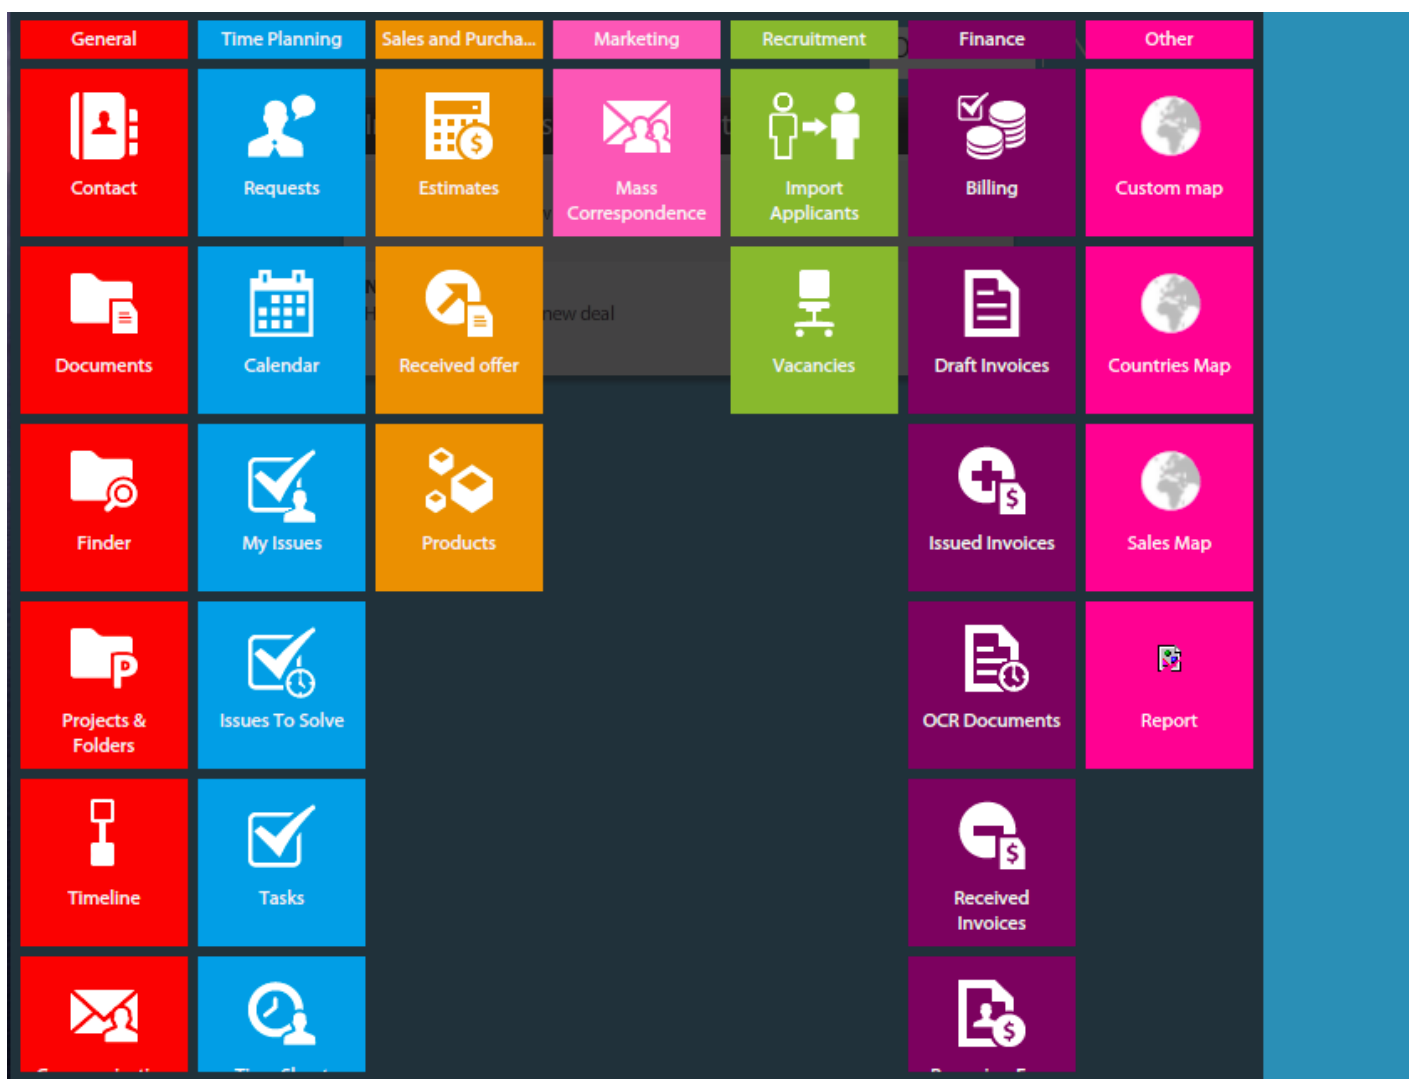 General
Time Planning
Sales and Purcha...
Marketing
Recruitment
Finance
Other
Contact
Requests
Estimates
Mass
Correspondence
Import
Applicants
Billing
Custom map
Documents
Calendar
Received offer
new deal
Vacancies
Draft Invoices
Countries Map
Finder
My Issues
Products
Issued Invoices
Sales Map
Projects &
Folders
Issues To Solve
OCR Documents
Report
Timeline
Tasks
Received
Invoices